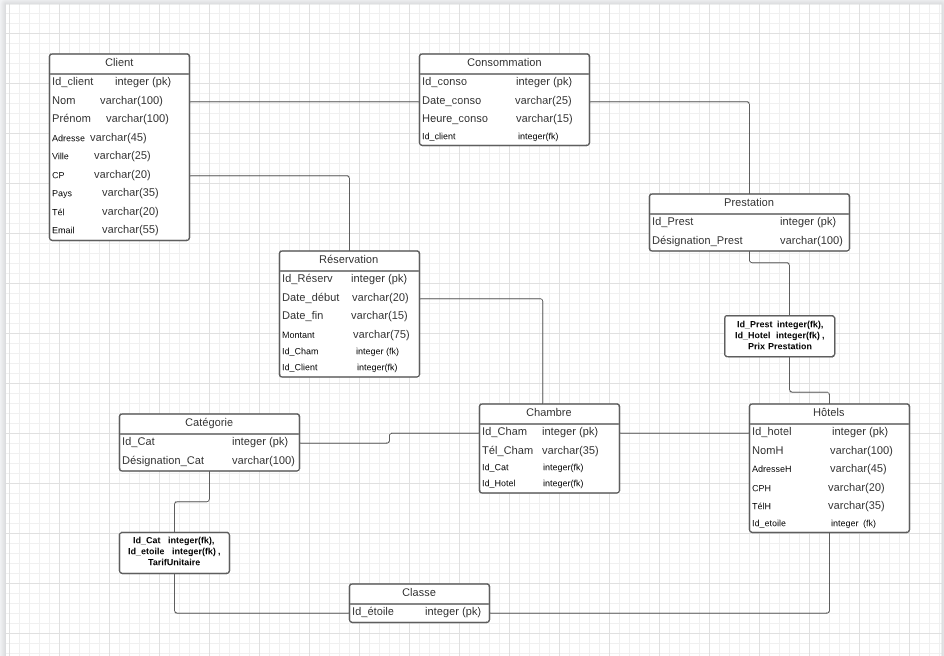 Client
Id_client integer (pk)
Nom varchar(100)
Prénom varchar(100)
Adresse varchar(45)
Ville varchar(25)
CP varchar(20)
Pays varchar(35)
Tél varchar(20)
Email varchar(55)
Consommation
Id_conso integer (pk)
Date_conso varchar(25)
Heure_conso varchar(15)
Id_client integer(fk)
Prestation
Id_Prest integer (pk)
Désignation_Prest varchar(100)
Réservation
Id_Réserv integer (pk)
Date_début varchar(20)
Date_fin varchar(15)
Montant varchar(75)
Id_Cham integer (fk)
Id_Client integer(fk)
Id_Prest integer(fk),
Id_Hotel integer(fk) ,
Prix Prestation
Catégorie
Id_Cat integer (pk)
Désignation_Cat varchar(100)
Chambre
Id_Cham integer (pk)
Tél_Cham varchar(35)
Id_Cat integer(fk)
Id_Hotel integer(fk)
Hôtels
Id_hotel integer (pk)
NomH varchar(100)
AdresseH varchar(45)
CPH varchar(20)
TélH varchar(35)
Id_etoile integer (fk)
Id_Cat integer(fk),
Id_etoile integer(fk) ,
TarifUnitaire
Classe
Id_étoile integer (pk)